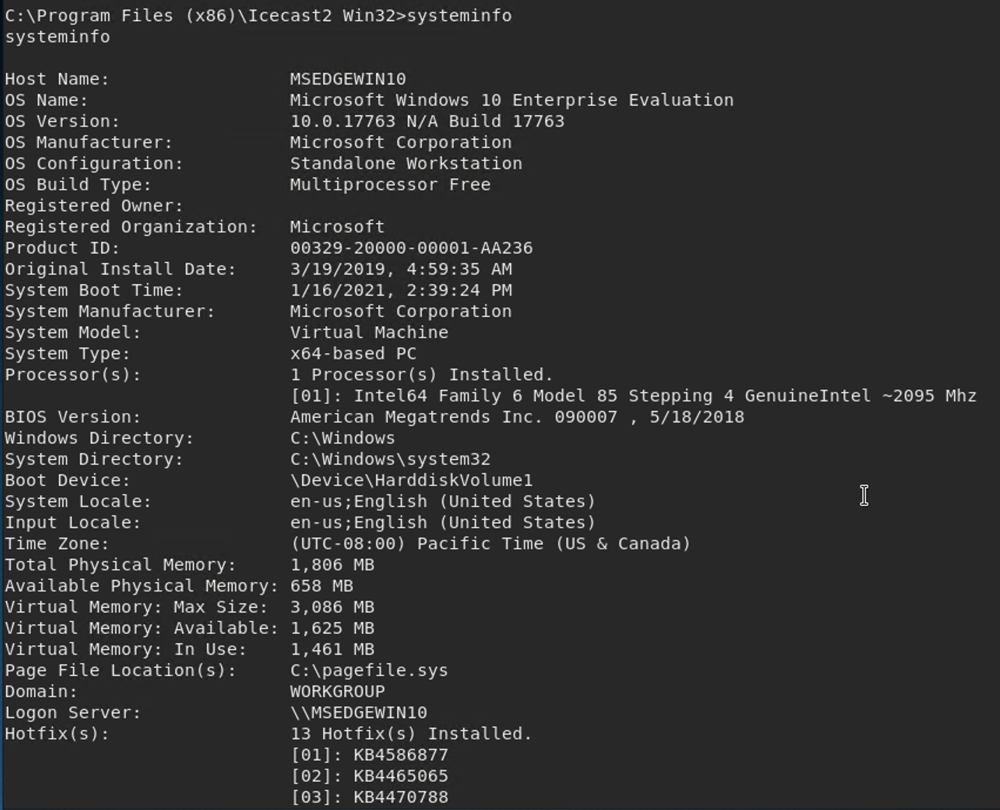 C:\Program Files (x86)\Icecast2 Win32>systeminfo
systeminfo
Host Name: MSEDGEWIN10
OS Name: Microsoft Windows 10 Enterprise Evaluation
OS Version: 10.0.17763 N/A Build 17763
OS Manufacturer: Microsoft Corporation
OS Configuration: Standalone Workstation
OS Build Type: Multiprocessor Free
Registered Owner:
Registered Organization: Microsoft
Product ID: 00329-20000-00001-AA236
Original Install Date: 3/19/2019, 4:59:35 AM
System Boot Time: 1/16/2021, 2:39:24 PM
System Manufacturer: Microsoft Corporation
System Model: Virtual Machine
System Type: x64-based PC
Processor(s): 1 Processor(s) Installed.
[01]: Intel64 Family 6 Model 85 Stepping 4 GenuineIntel ~2095 Mhz
BIOS Version: American Megatrends Inc. 090007 , 5/18/2018
Windows Directory: C:\Windows
System Directory: C:\Windows\system32
Boot Device: \Device\HarddiskVolume1
System Locale: en-us;English (United States)
Input Locale: en-us;English (United States)
Time Zone: (UTC-08:00) Pacific Time (US & Canada)
Total Physical Memory: 1,806 MB
Available Physical Memory: 658 MB
Virtual Memory: Max Size: 3,086 MB
Virtual Memory: Available: 1,625 MB
Virtual Memory: In Use: 1,461 MB
Page File Location(s): C:\pagefile.sys
Domain: WORKGROUP
Logon Server: \\MSEDGEWIN10
Hotfix(s): 13 Hotfix(s) Installed.
[01]: KB4586877
[02]: KB4465065
[03]: KB4470788